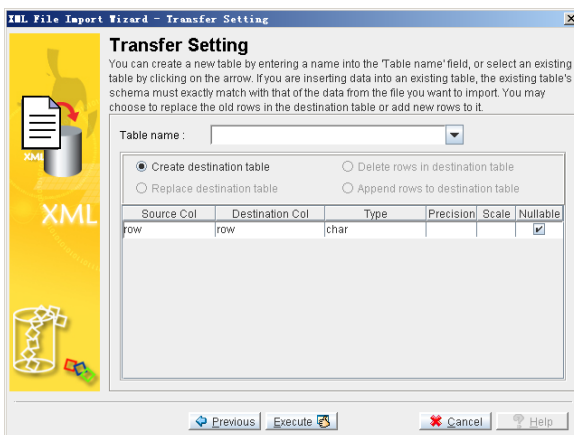 XML File Import Wizard - Transfer Setting
Transfer Setting
You can create a new table by entering a name into the 'Table name' field, or select an existing
table by clicking on the arrow. If you are inserting data into an existing table, the existing table's
schema must exactly match with that of the data from the file you want to import. You may
choose to replace the old rows in the destination table or add new rows to it.
XML
XML
Table name :
Create destination table Delete rows in destination table
Replace destination table Append rows to destination table
Source Col Destination Col Type Precision Scale Nullable
row row char
Previous Execute Cancel ? Help